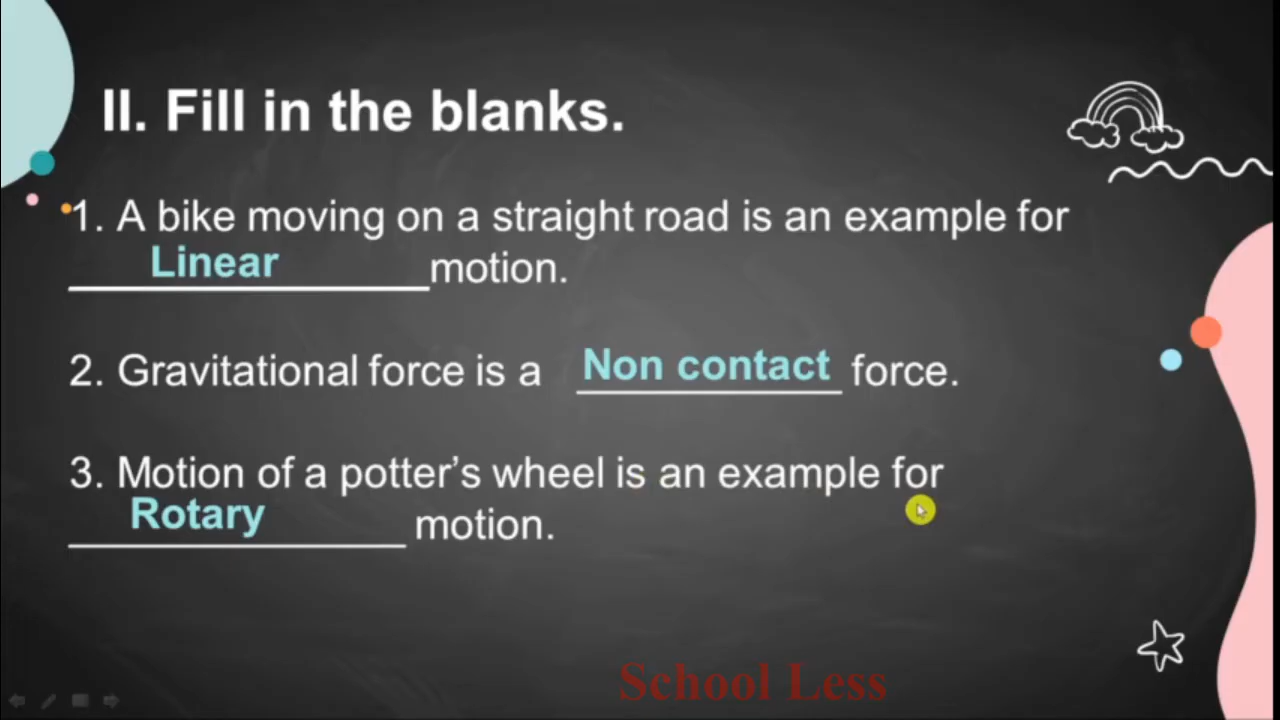 II. Fill in the blanks.
1. A bike moving on a straight road is an example for
Linear motion.
2. Gravitational force is a Non contact force.
3. Motion of a potter’s wheel is an example for
Rotary motion.
School Less